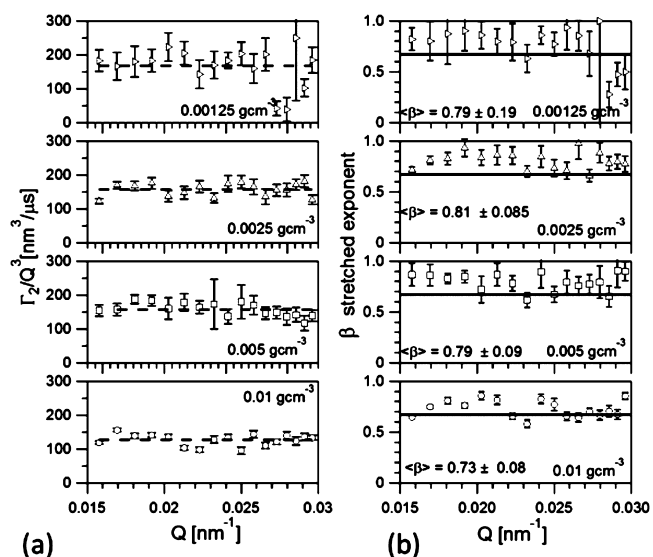 300
200
100
0
0.00125 gcm-3
300
200
100
0
0.0025 gcm-3
300
200
100
0
0.005 gcm-3
300
200
100
0
0.01 gcm-3
0.015 0.02 0.025 0.03
Q [nm-1]
Γ2/Q3[nm3/μs]
(a)
1.0
0.5
0.0
<β> = 0.79 ± 0.19 0.00125 gcm-3
1.0
0.5
0.0
<β> = 0.81 ± 0.085
0.0025 gcm-3
1.0
0.5
0.0
<β> = 0.79 ± 0.09 0.005 gcm-3
1.0
0.5
0.0
<β> = 0.73 ± 0.08 0.01 gcm-3
0.015 0.020 0.025 0.030
Q [nm-1]
β stretched exponent
(b)